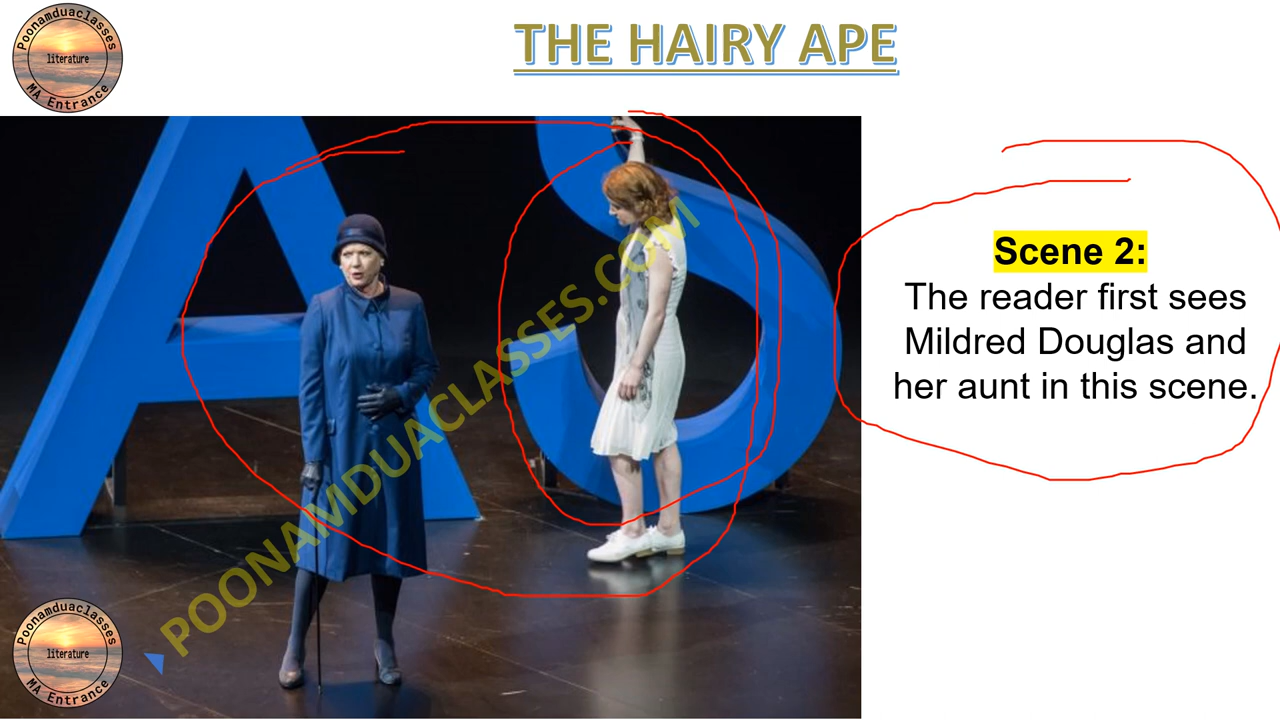 Poonamduaclasses
literature
MA Entrance
THE HAIRY APE
A S
POONAMDUACLASSES.COM
Scene 2:
The reader first sees
Mildred Douglas and
her aunt in this scene.
Poonamduaclasses
literature
MA Entrance